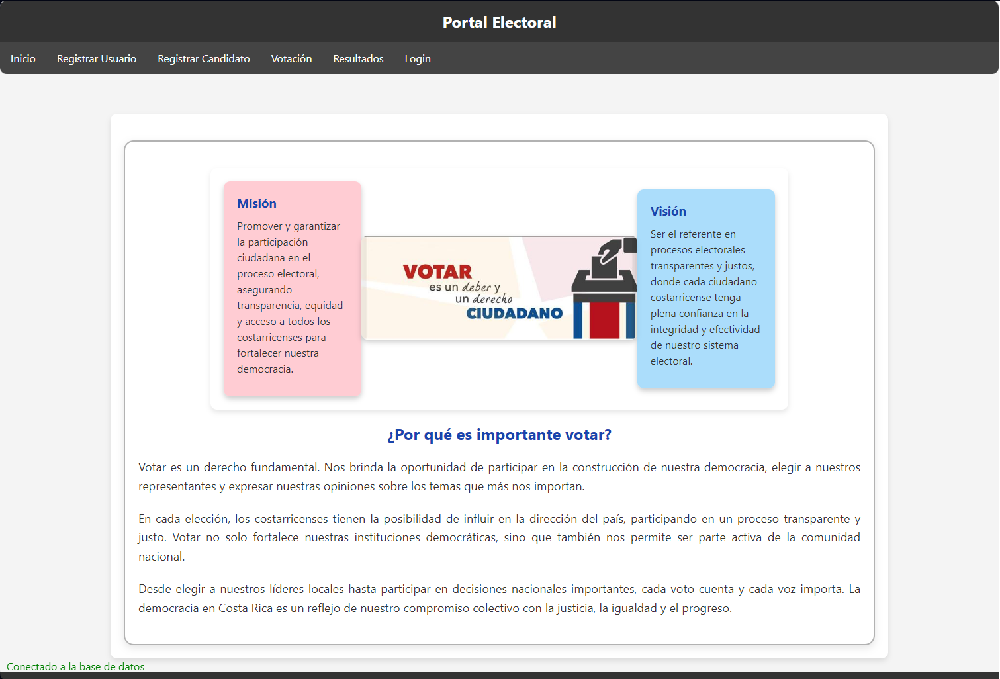 Portal Electoral
Inicio
Registrar Usuario
Registrar Candidato
Votación
Resultados
Login
Misión
Promover y garantizar
la participación
ciudadana en el
proceso electoral,
asegurando
transparencia, equidad
y acceso a todos los
costarricenses para
fortalecer nuestra
democracia.
VOTAR
es un deber y
un derecho
CIUDADANO
Visión
Ser el referente en
procesos electorales
transparentes y justos,
donde cada ciudadano
costarricense tenga
plena confianza en la
integridad y efectividad
de nuestro sistema
electoral.
¿Por qué es importante votar?
Votar es un derecho fundamental. Nos brinda la oportunidad de participar en la construcción de nuestra democracia, elegir a nuestros
representantes y expresar nuestras opiniones sobre los temas que más nos importan.
En cada elección, los costarricenses tienen la posibilidad de influir en la dirección del país, participando en un proceso transparente y
justo. Votar no solo fortalece nuestras instituciones democráticas, sino que también nos permite ser parte activa de la comunidad
nacional.
Desde elegir a nuestros líderes locales hasta participar en decisiones nacionales importantes, cada voto cuenta y cada voz importa. La
democracia en Costa Rica es un reflejo de nuestro compromiso colectivo con la justicia, la igualdad y el progreso.
Conectado a la base de datos